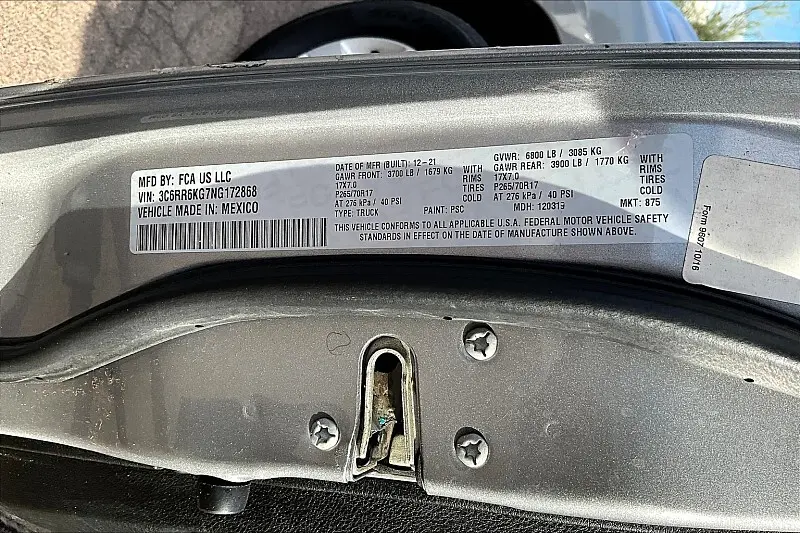 MFD BY: FCA US LLC
VIN: 3C6RR6KG7NG172868
VEHICLE MADE IN: MEXICO
DATE OF MFR (BUILT): 12-21
GAWR FRONT: 3700 LB / 1679 KG WITH
17X7.0 RIMS
P265/70R17 TIRES
AT 276 kPa / 40 PSI COLD
TYPE: TRUCK PAINT: PSC
GVWR: 6800 LB / 3085 KG
GAWR REAR: 3900 LB / 1770 KG WITH
17X7.0 RIMS
P265/70R17 TIRES
AT 276 kPa / 40 PSI COLD
MDH: 120319 MKT: 875
THIS VEHICLE CONFORMS TO ALL APPLICABLE U.S.A. FEDERAL MOTOR VEHICLE SAFETY
STANDARDS IN EFFECT ON THE DATE OF MANUFACTURE SHOWN ABOVE.
Form 9807 10/16